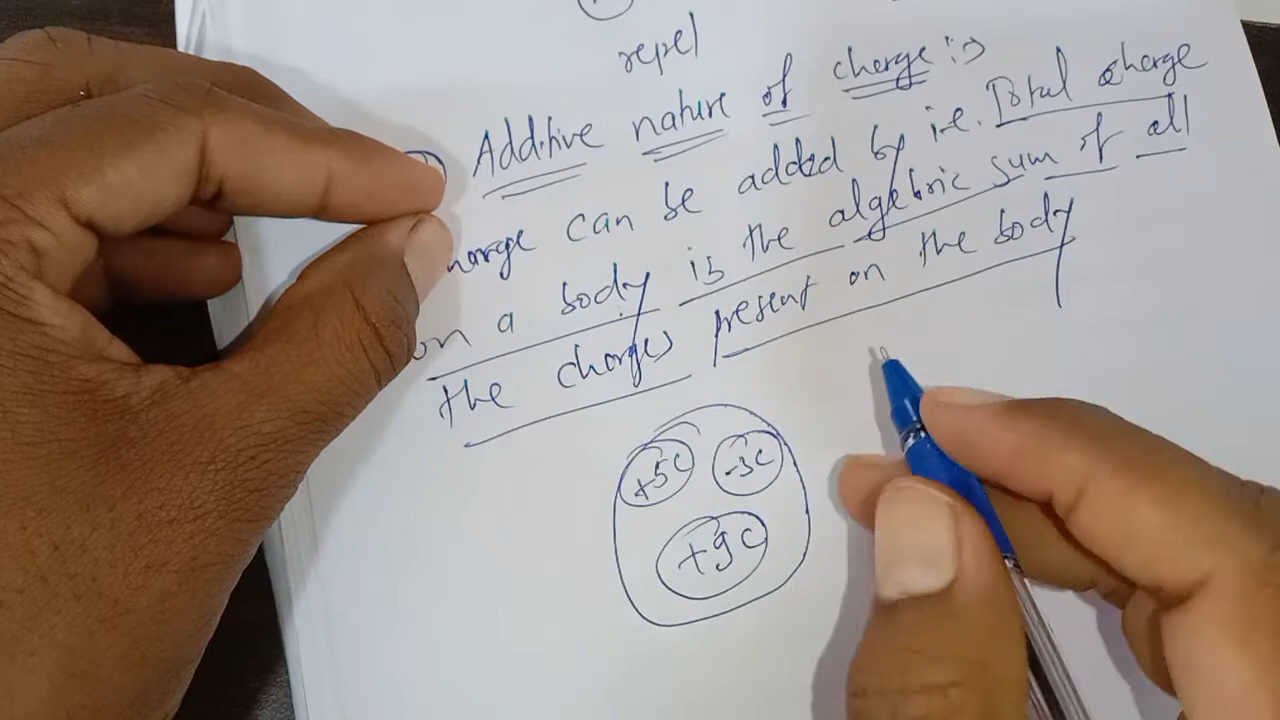 repel
Additive nature of charge :->
charge can be added by i.e. Total charge
on a body is the algebric sum of all
the charges present on the body
+5C -3C
+9C